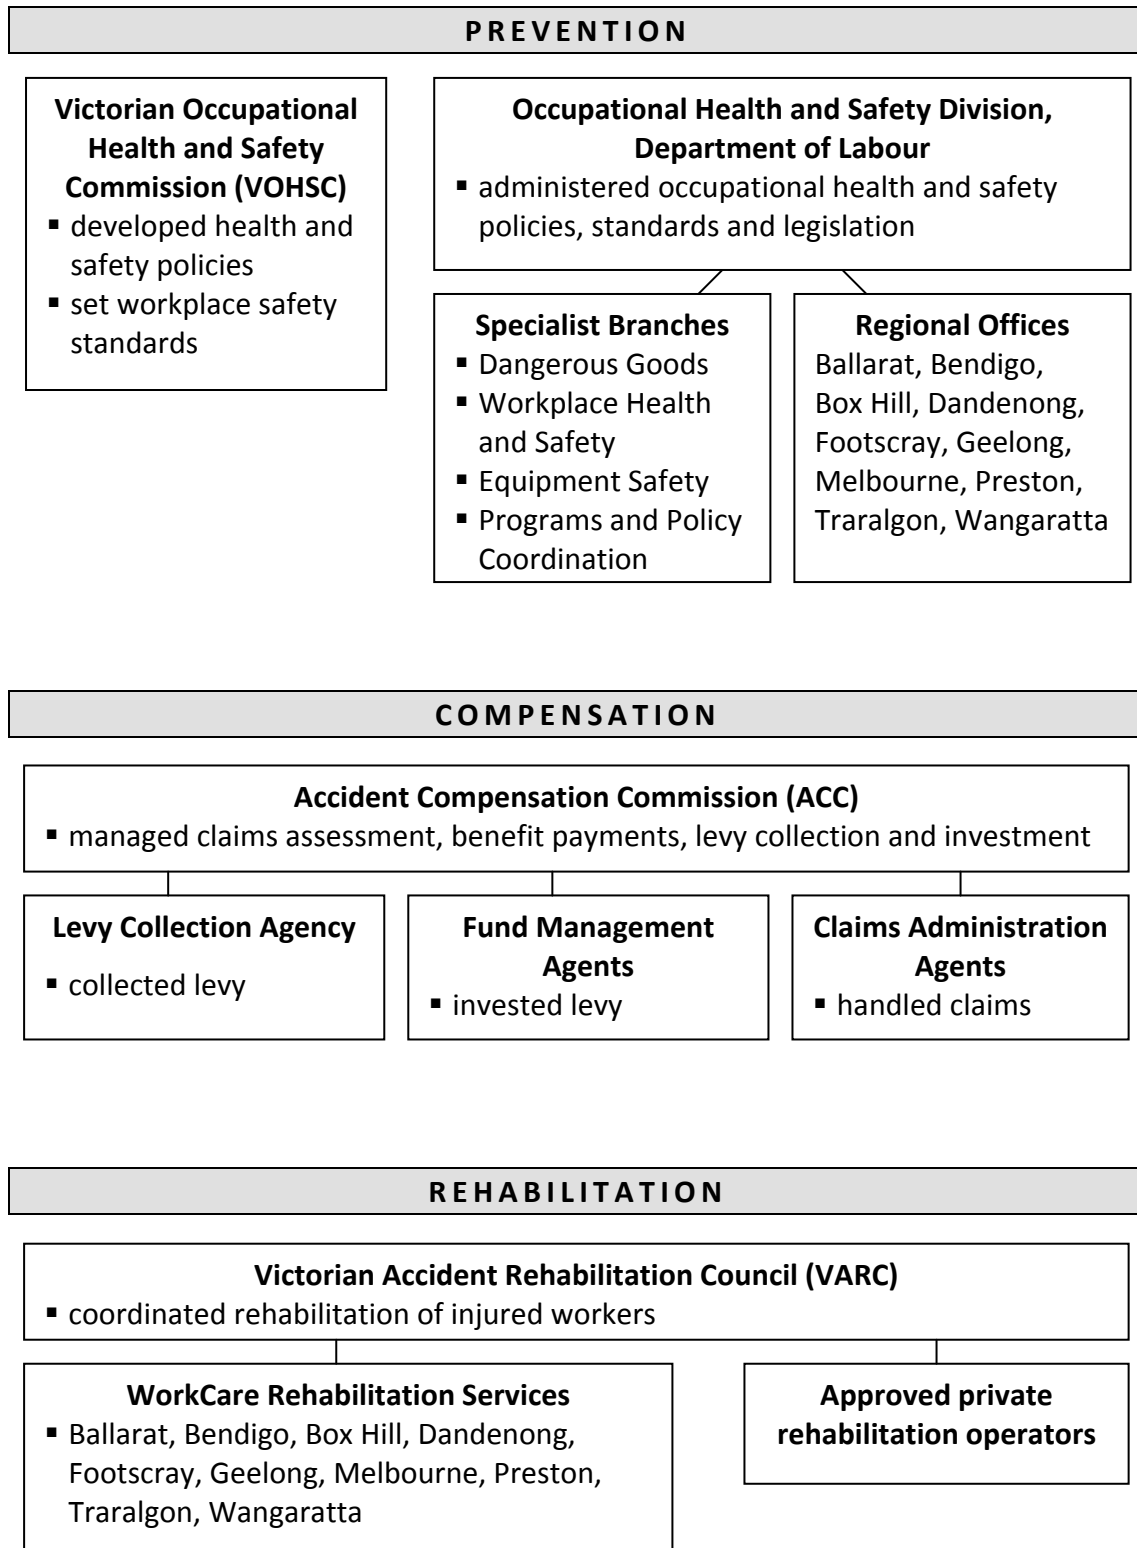 PREVENTION
Victorian Occupational
Health and Safety
Commission (VOHSC)
▪ developed health and
safety policies
▪ set workplace safety
standards
Occupational Health and Safety Division,
Department of Labour
▪ administered occupational health and safety
policies, standards and legislation
Specialist Branches
▪ Dangerous Goods
▪ Workplace Health
and Safety
▪ Equipment Safety
▪ Programs and Policy
Coordination
Regional Offices
Ballarat, Bendigo,
Box Hill, Dandenong,
Footscray, Geelong,
Melbourne, Preston,
Traralgon, Wangaratta
COMPENSATION
Accident Compensation Commission (ACC)
▪ managed claims assessment, benefit payments, levy collection and investment
Levy Collection Agency
▪ collected levy
Fund Management
Agents
▪ invested levy
Claims Administration
Agents
▪ handled claims
REHABILITATION
Victorian Accident Rehabilitation Council (VARC)
▪ coordinated rehabilitation of injured workers
WorkCare Rehabilitation Services
▪ Ballarat, Bendigo, Box Hill, Dandenong,
Footscray, Geelong, Melbourne, Preston,
Traralgon, Wangaratta
Approved private
rehabilitation operators